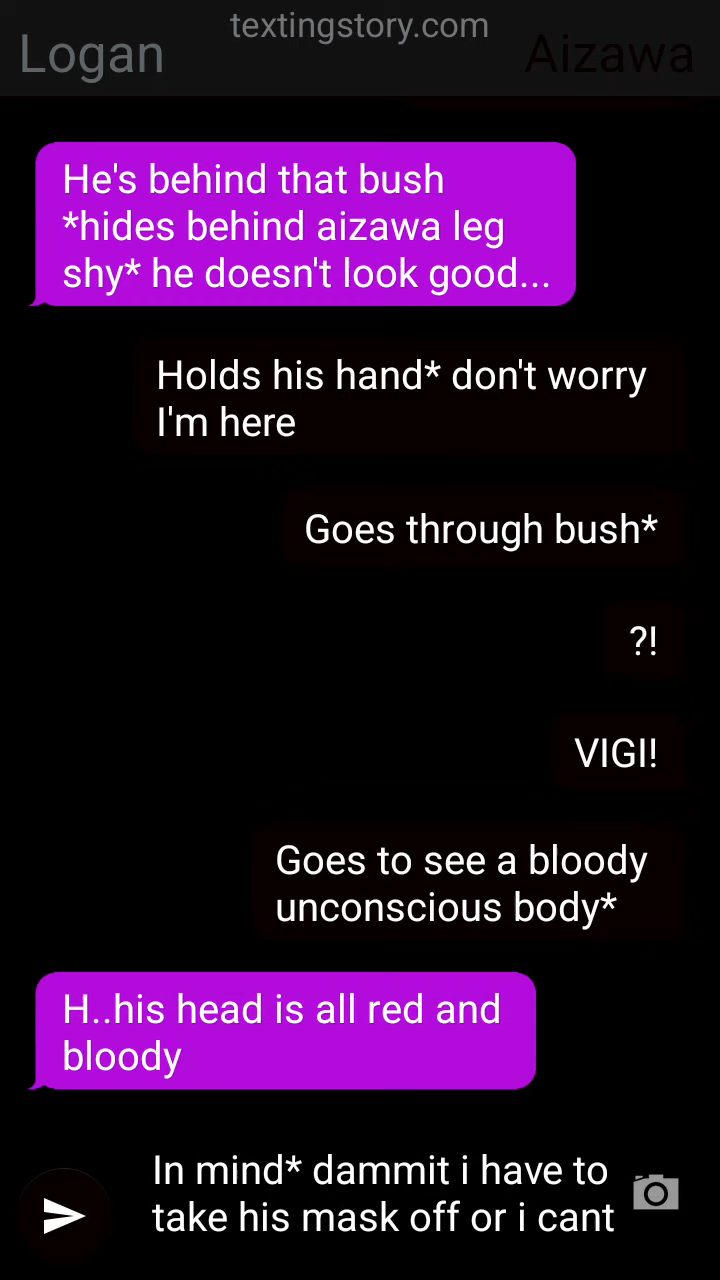 textingstory.com
Logan
Aizawa
He's behind that bush
*hides behind aizawa leg
shy* he doesn't look good...
Holds his hand* don't worry
I'm here
Goes through bush*
?!
VIGI!
Goes to see a bloody
unconscious body*
H..his head is all red and
bloody
In mind* dammit i have to
take his mask off or i cant